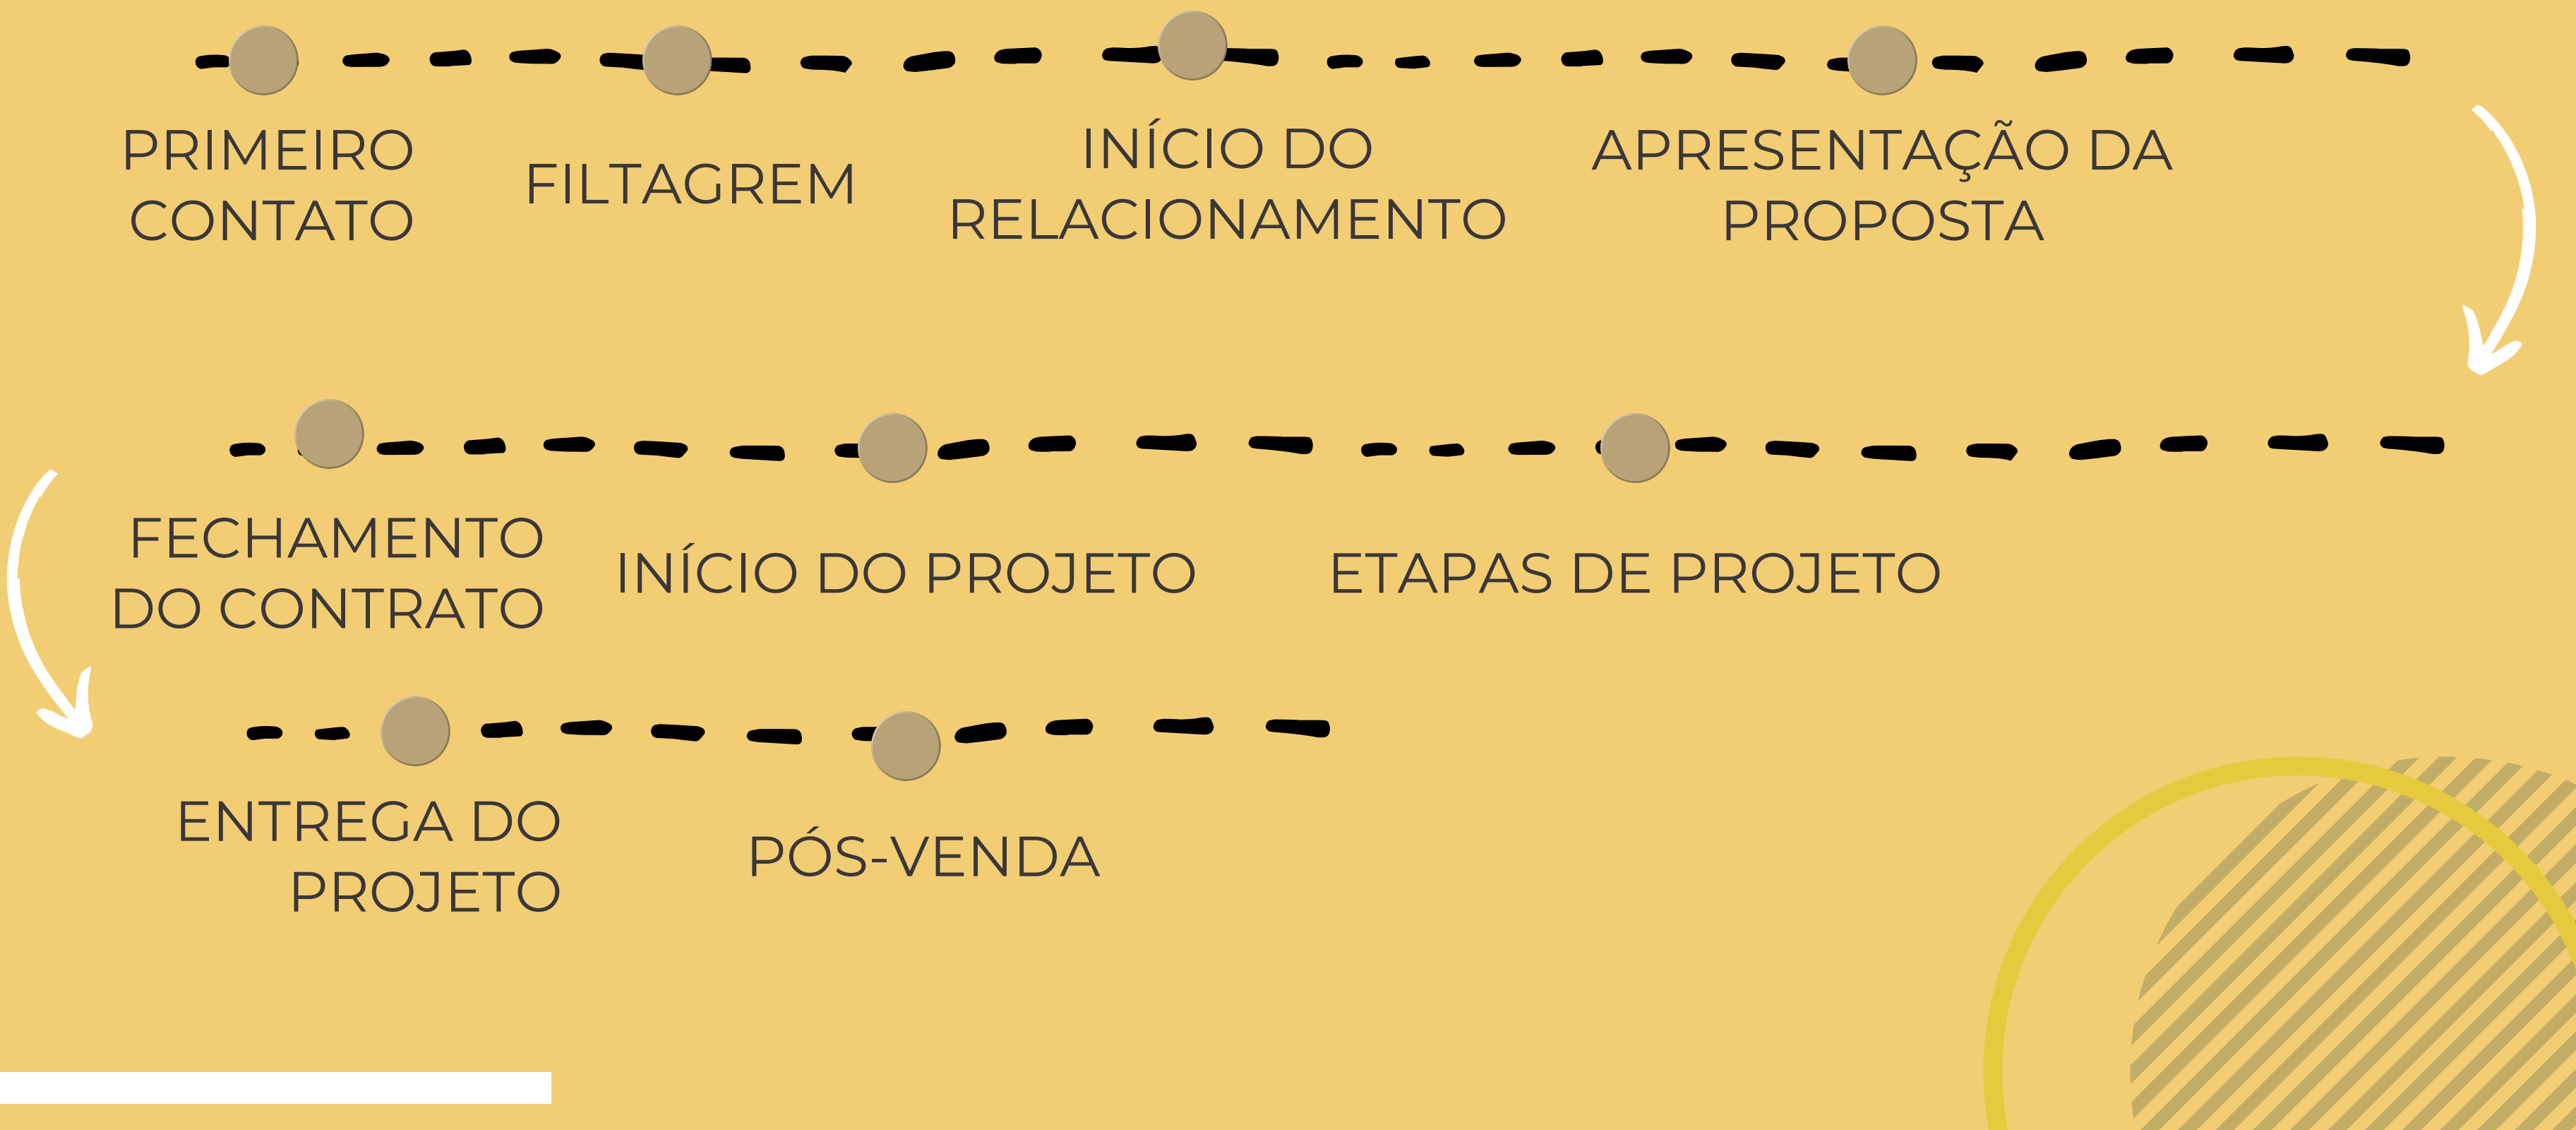 PRIMEIRO
CONTATO
FILTAGREM
INÍCIO DO
RELACIONAMENTO
APRESENTAÇÃO DA
PROPOSTA
FECHAMENTO
DO CONTRATO
INÍCIO DO PROJETO
ETAPAS DE PROJETO
ENTREGA DO
PROJETO
PÓS-VENDA